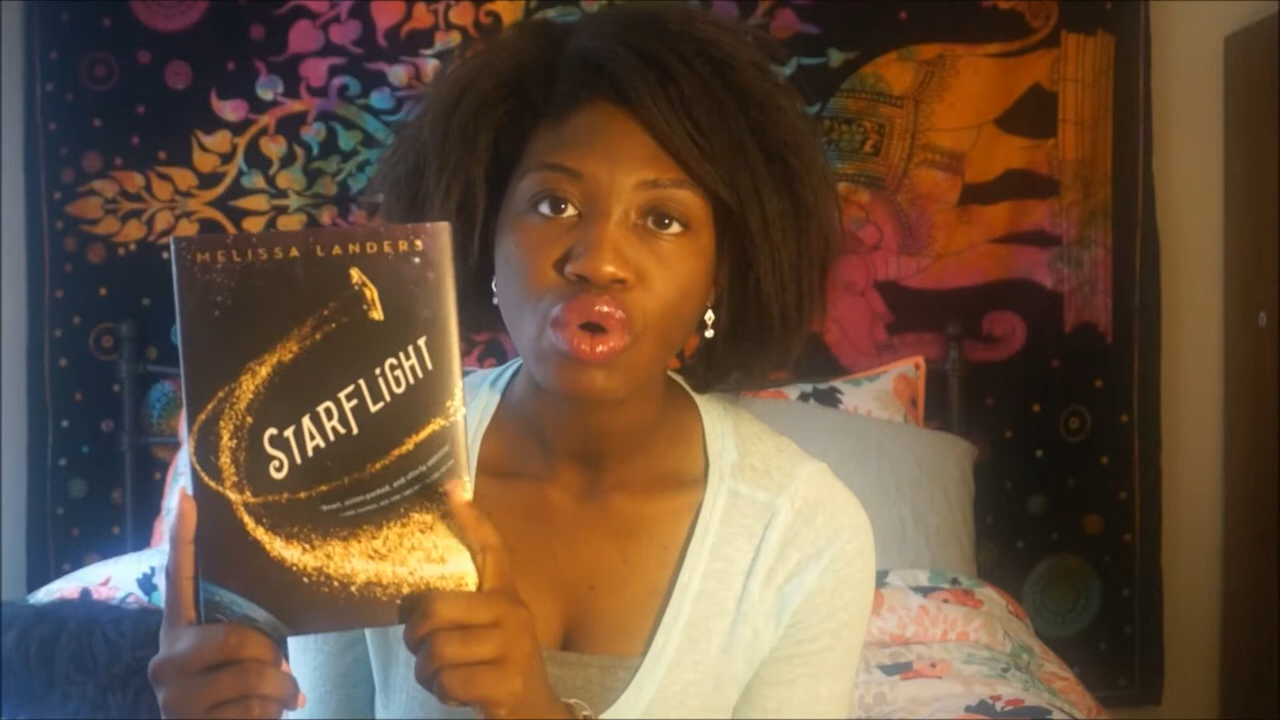 MELISSA LANDERS
STARFLIGHT
"Smart, action-packed, and utterly